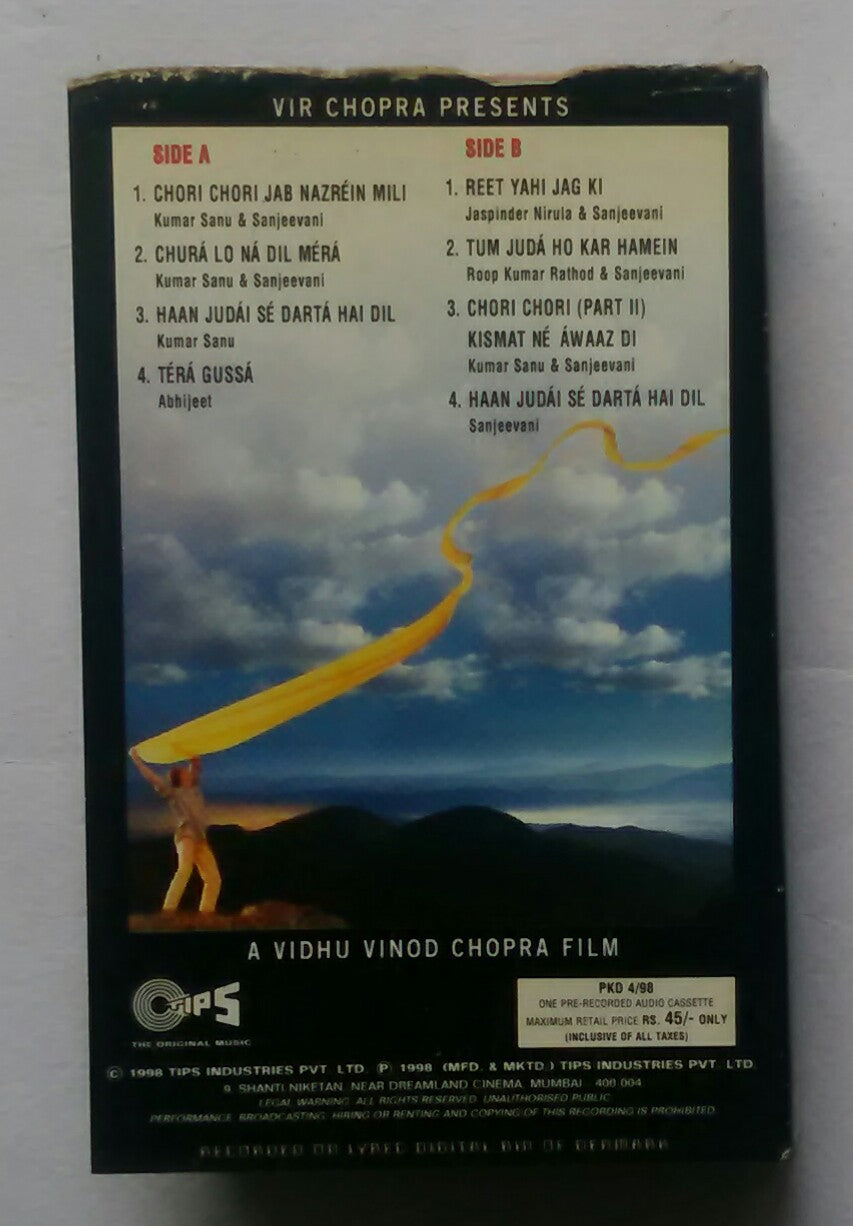 VIR CHOPRA PRESENTS
SIDE A
1. CHORI CHORI JAB NAZRÉIN MILI
Kumar Sanu & Sanjeevani
2. CHURÁ LO NÁ DIL MÉRÁ
Kumar Sanu & Sanjeevani
3. HAAN JUDÁI SÉ DARTÁ HAI DIL
Kumar Sanu
4. TÉRÁ GUSSÁ
Abhijeet
SIDE B
1. REET YAHI JAG KI
Jaspinder Nirula & Sanjeevani
2. TUM JUDÁ HO KAR HAMEIN
Roop Kumar Rathod & Sanjeevani
3. CHORI CHORI (PART II)
KISMAT NÉ ÁWAAZ DI
Kumar Sanu & Sanjeevani
4. HAAN JUDÁI SÉ DARTÁ HAI DIL
Sanjeevani
A VIDHU VINOD CHOPRA FILM
TIPS
THE ORIGINAL MUSIC
PKD 4/98
ONE PRE-RECORDED AUDIO CASSETTE
MAXIMUM RETAIL PRICE RS. 45/- ONLY
(INCLUSIVE OF ALL TAXES)
© 1998 TIPS INDUSTRIES PVT. LTD. ℗ 1998 (MFD. & MKTD.) TIPS INDUSTRIES PVT. LTD.
9, SHANTI NIKETAN, NEAR DREAMLAND CINEMA, MUMBAI - 400 004.
LEGAL WARNING: ALL RIGHTS RESERVED. UNAUTHORISED PUBLIC
PERFORMANCE, BROADCASTING, HIRING OR RENTING AND COPYING OF THIS RECORDING IS PROHIBITED.
RECORDED ON LYREC DIGITAL BIN OF DENMARK